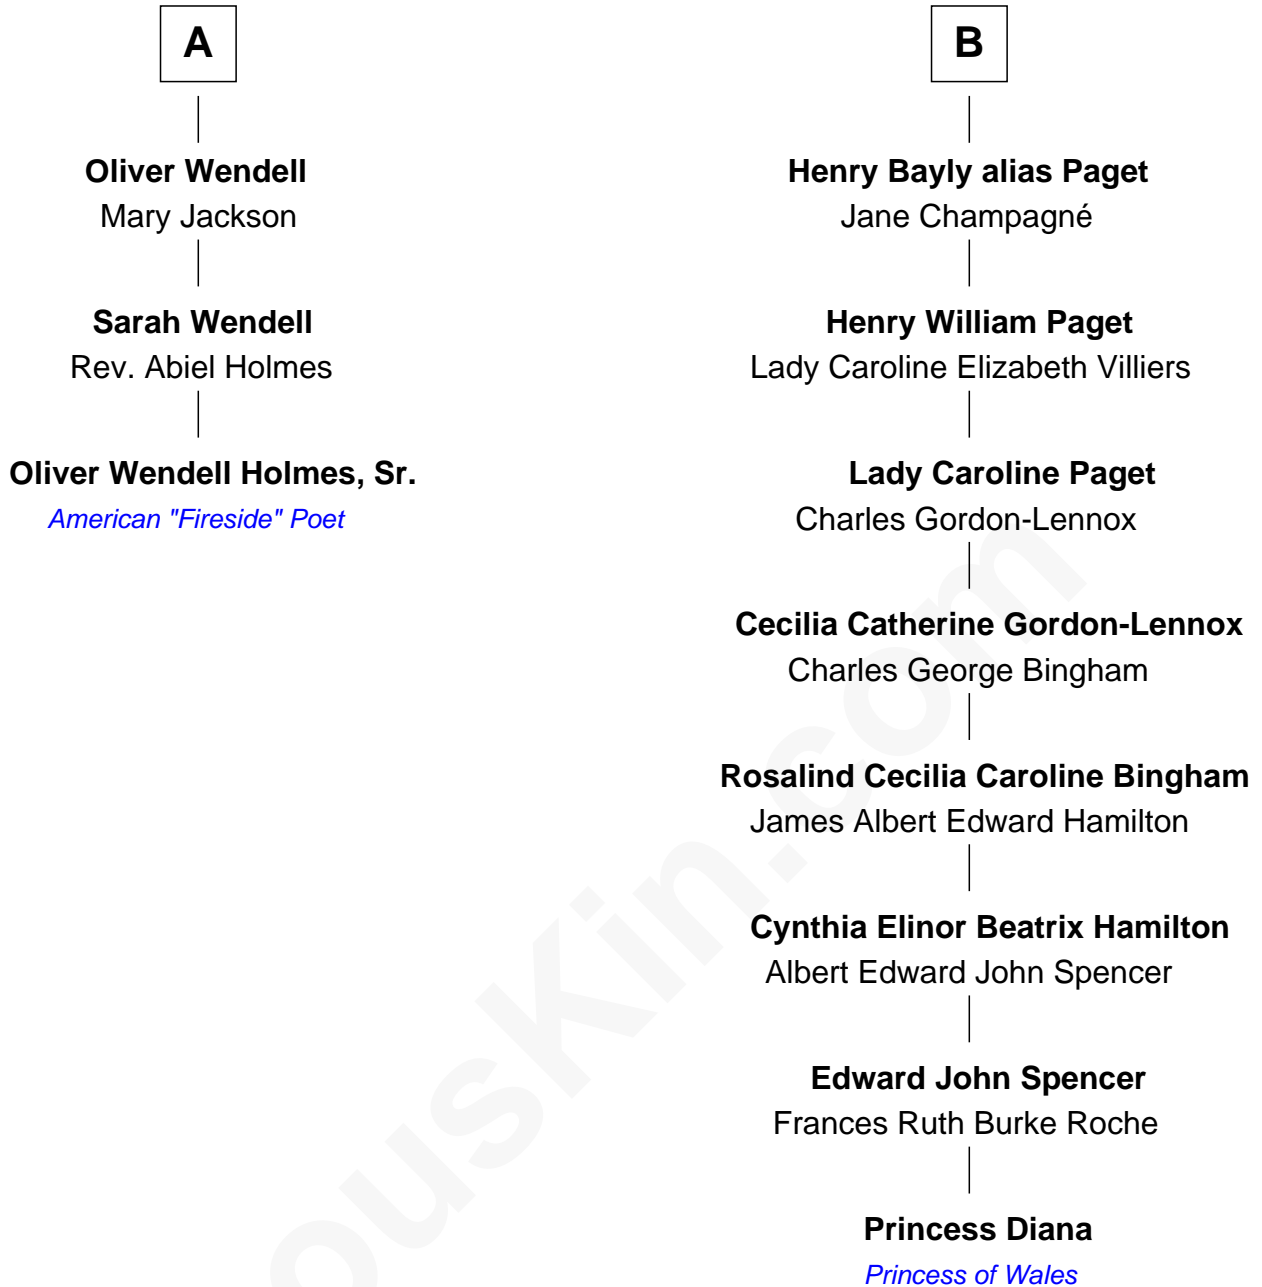 A
Oliver Wendell
Mary Jackson
Sarah Wendell
Rev. Abiel Holmes
Oliver Wendell Holmes, Sr.
American "Fireside" Poet
B
Henry Bayly alias Paget
Jane Champagné
Henry William Paget
Lady Caroline Elizabeth Villiers
Lady Caroline Paget
Charles Gordon-Lennox
Cecilia Catherine Gordon-Lennox
Charles George Bingham
Rosalind Cecilia Caroline Bingham
James Albert Edward Hamilton
Cynthia Elinor Beatrix Hamilton
Albert Edward John Spencer
Edward John Spencer
Frances Ruth Burke Roche
Princess Diana
Princess of Wales
ousKin.com